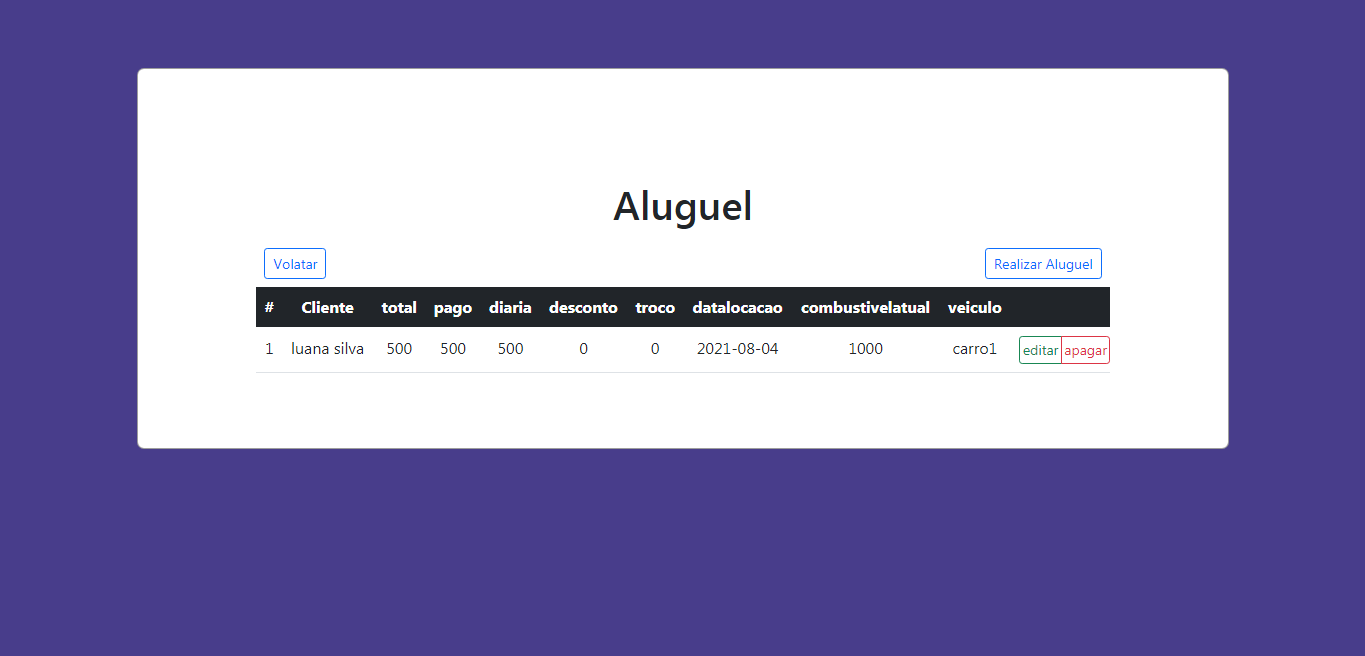 Aluguel
Volatar Realizar Aluguel
# Cliente total pago diaria desconto troco datalocacao combustivelatual veiculo
1 luana silva 500 500 500 0 0 2021-08-04 1000 carro1 editar apagar